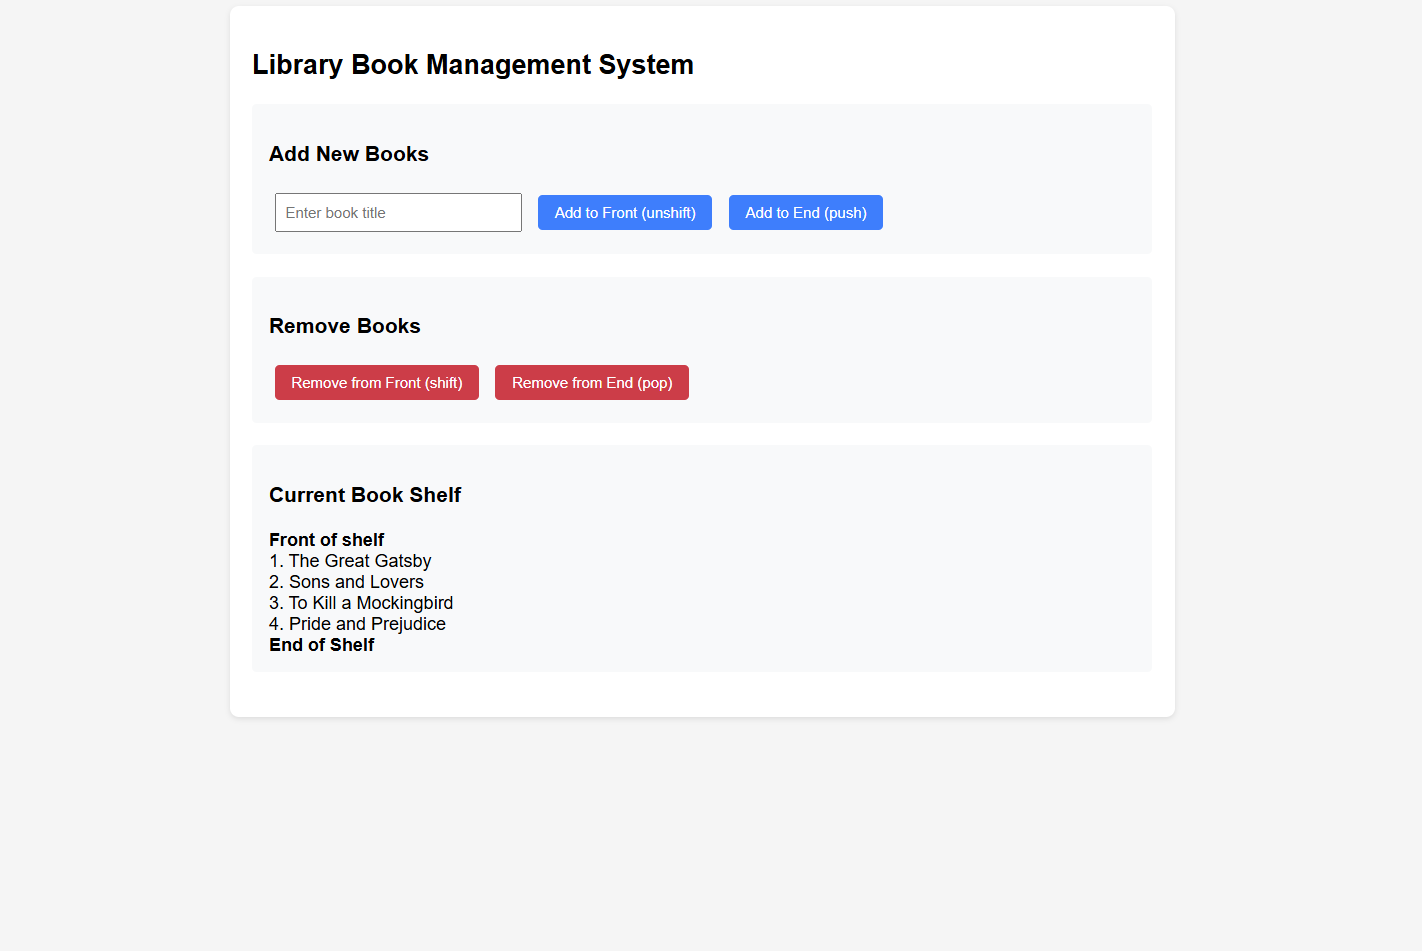 Library Book Management System
Add New Books
Enter book title Add to Front (unshift) Add to End (push)
Remove Books
Remove from Front (shift) Remove from End (pop)
Current Book Shelf
Front of shelf
1. The Great Gatsby
2. Sons and Lovers
3. To Kill a Mockingbird
4. Pride and Prejudice
End of Shelf